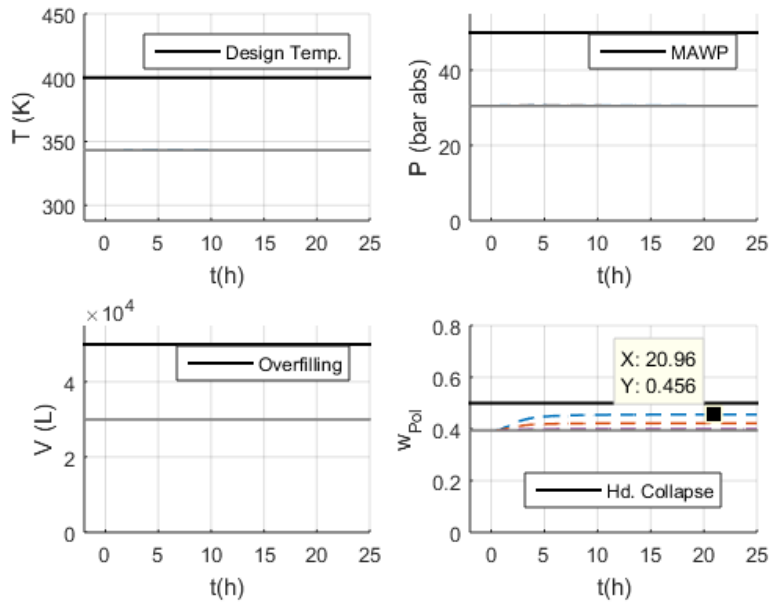 450
400
350
300
T (K)
Design Temp.
0 5 10 15 20 25
t(h)
40
20
0
P (bar abs)
MAWP
0 5 10 15 20 25
t(h)
×10⁴
4
2
0
V (L)
Overfilling
0 5 10 15 20 25
t(h)
0.8
0.6
0.4
0.2
0
w_Pol
X: 20.96
Y: 0.456
Hd. Collapse
0 5 10 15 20 25
t(h)